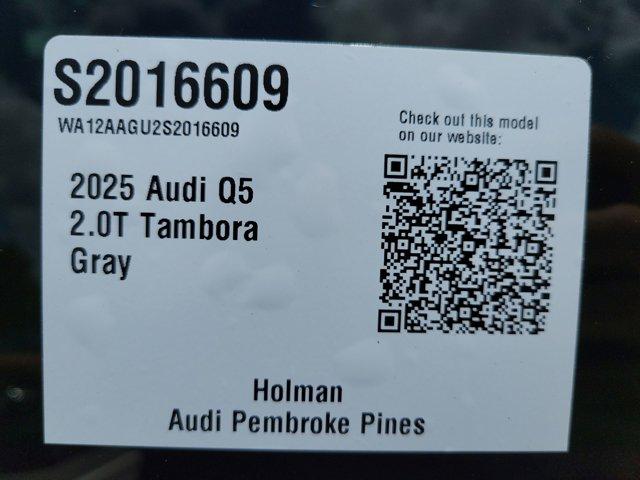 S2016609
WA12AAGU2S2016609
Check out this model
on our website:
2025 Audi Q5
2.0T Tambora
Gray
Holman
Audi Pembroke Pines